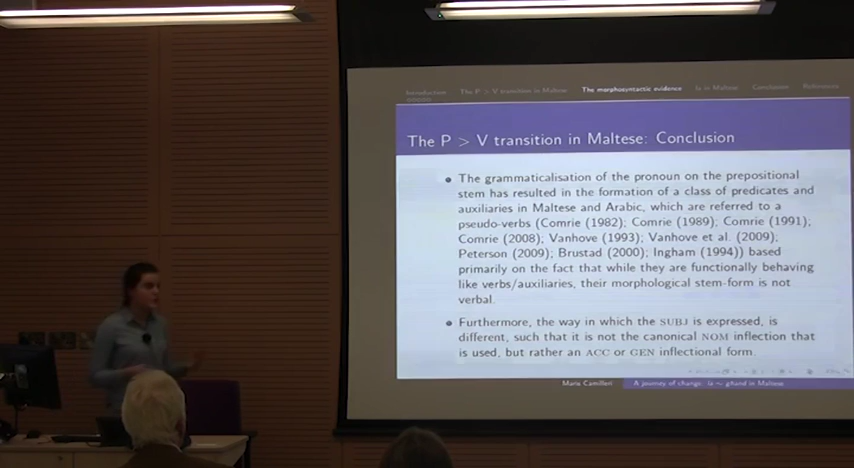 Introduction The P > V transition in Maltese The morphosyntactic evidence la in Maltese Conclusion References
The P > V transition in Maltese: Conclusion
The grammaticalisation of the pronoun on the prepositional
stem has resulted in the formation of a class of predicates and
auxiliaries in Maltese and Arabic, which are referred to a
pseudo-verbs (Comrie (1982); Comrie (1989); Comrie (1991);
Comrie (2008); Vanhove (1993); Vanhove et al. (2009);
Peterson (2009); Brustad (2000); Ingham (1994)) based
primarily on the fact that while they are functionally behaving
like verbs/auxiliaries, their morphological stem-form is not
verbal.
Furthermore, the way in which the SUBJ is expressed, is
different, such that it is not the canonical NOM inflection that
is used, but rather an ACC or GEN inflectional form.
Maris Camilleri A journey of change: la ~ għand in Maltese